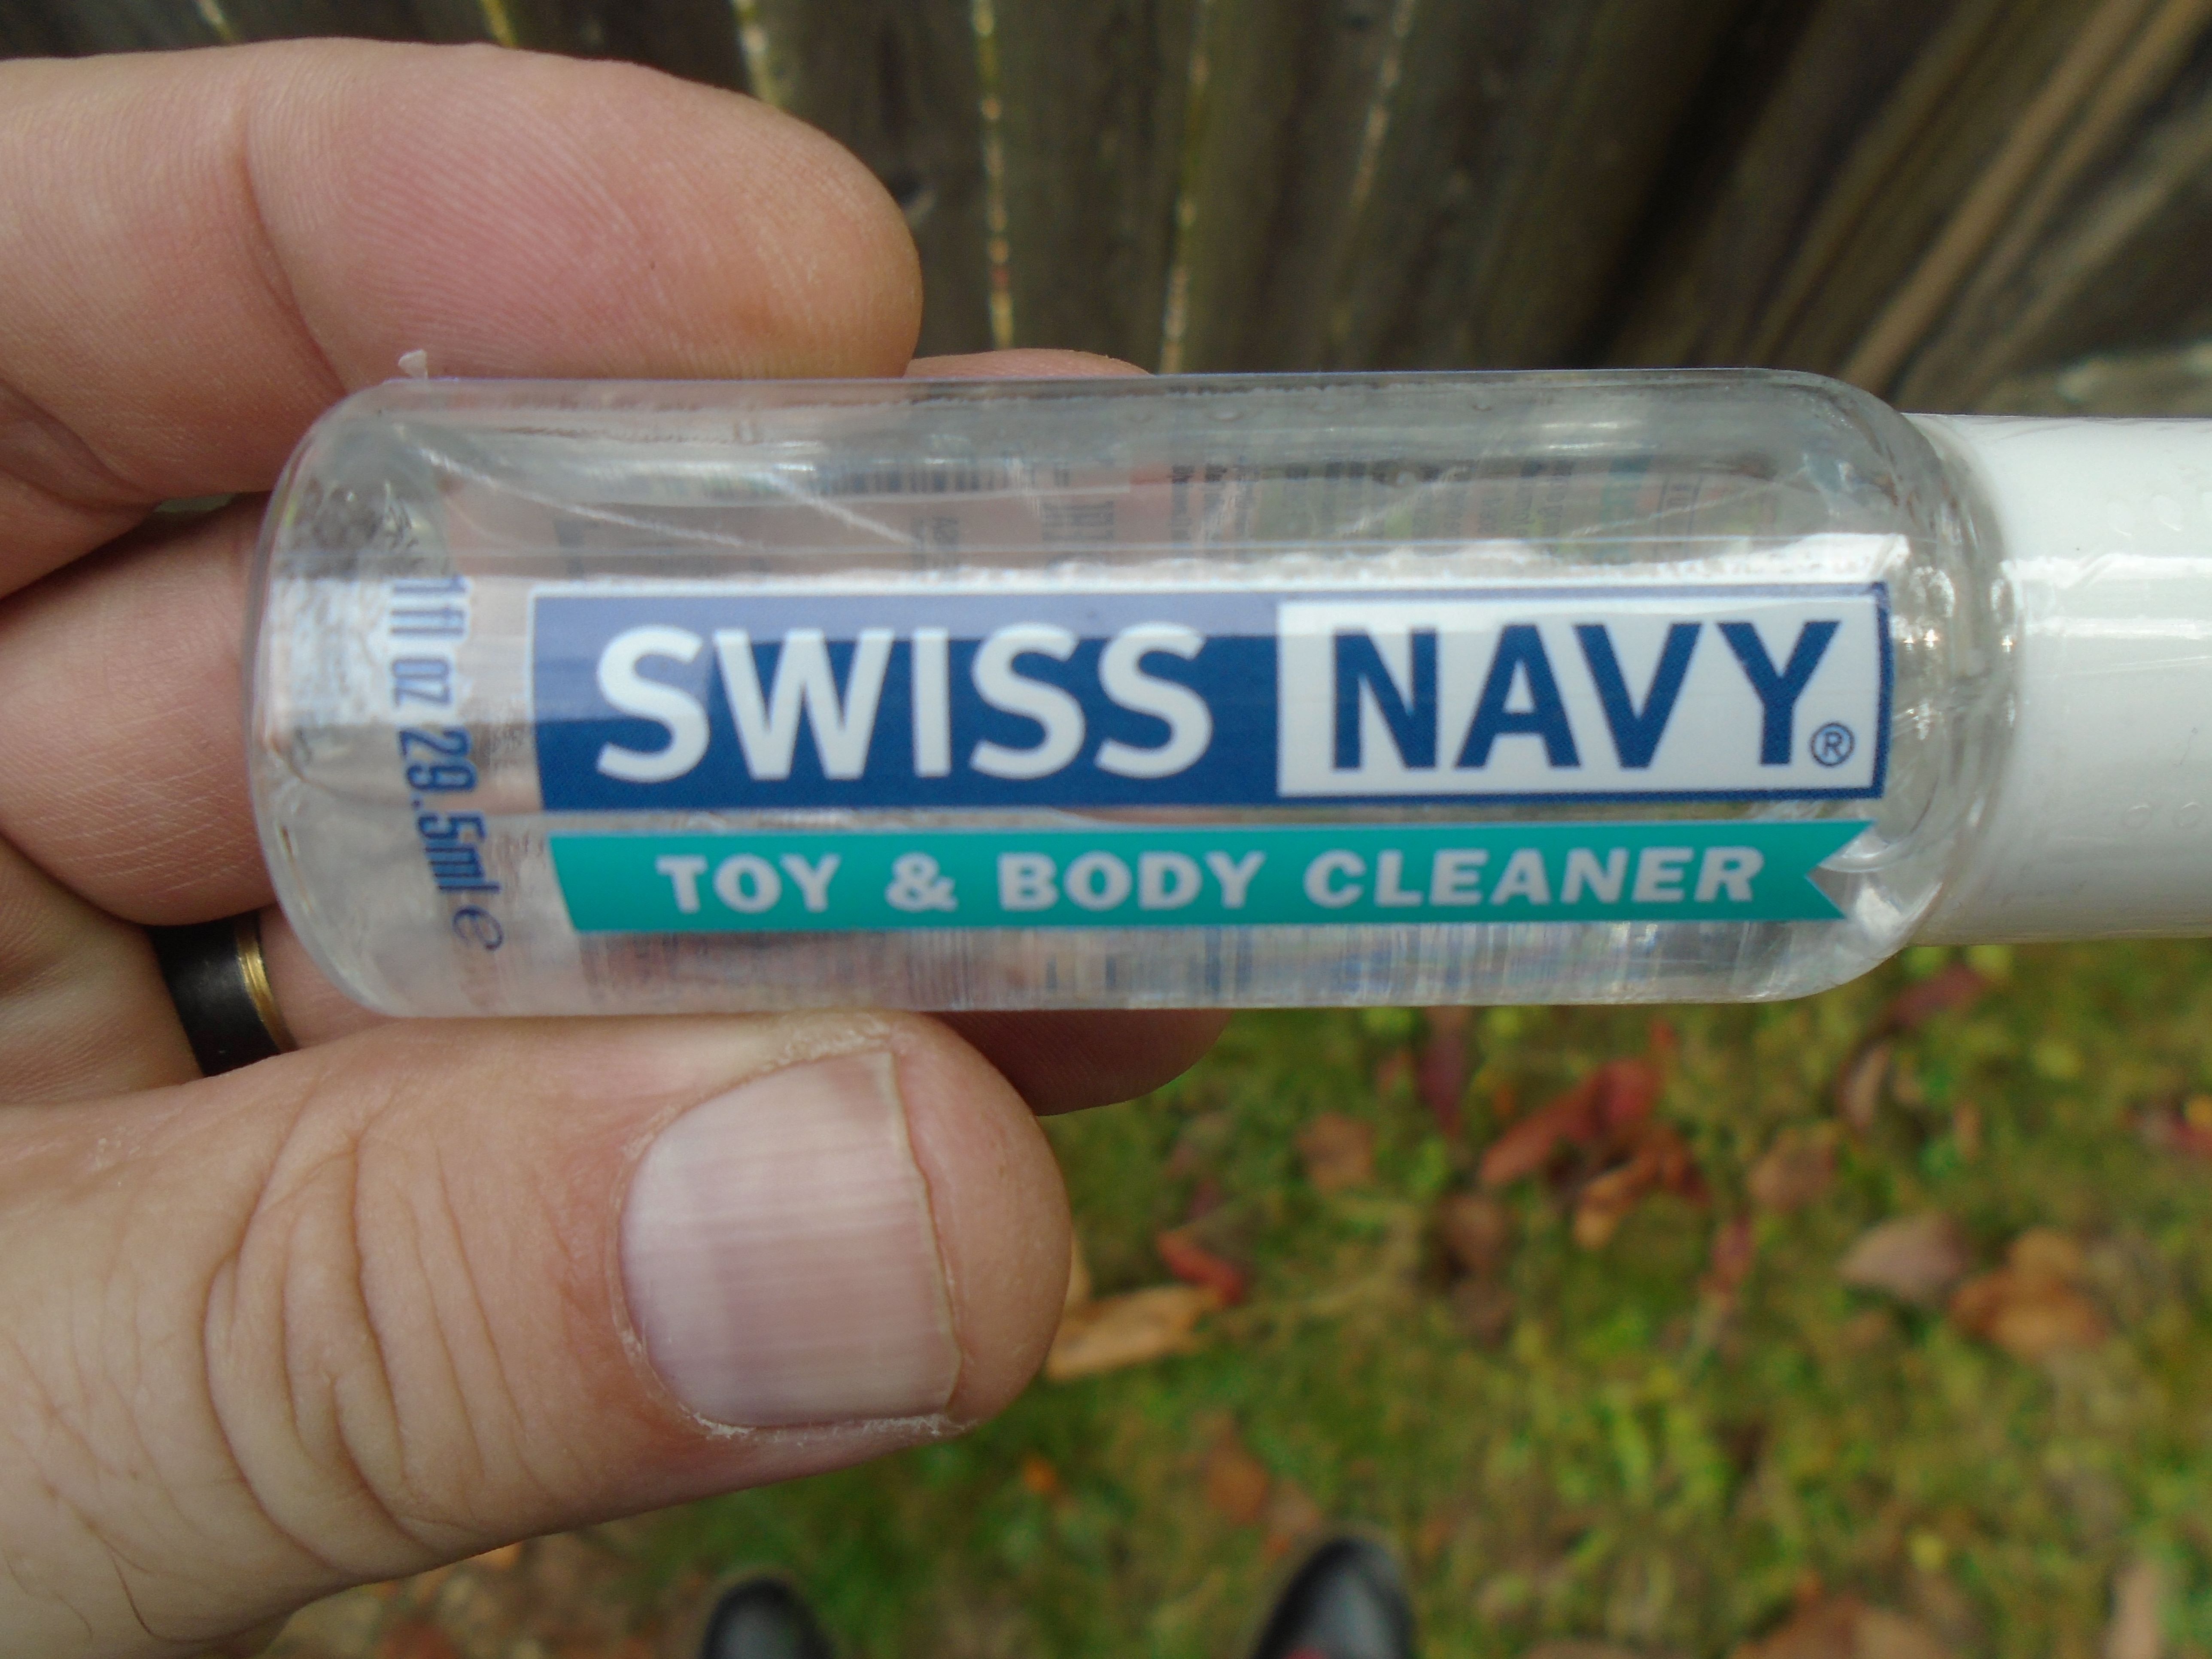 SWISS NAVY®
TOY & BODY CLEANER
1 fl oz 29.5ml e